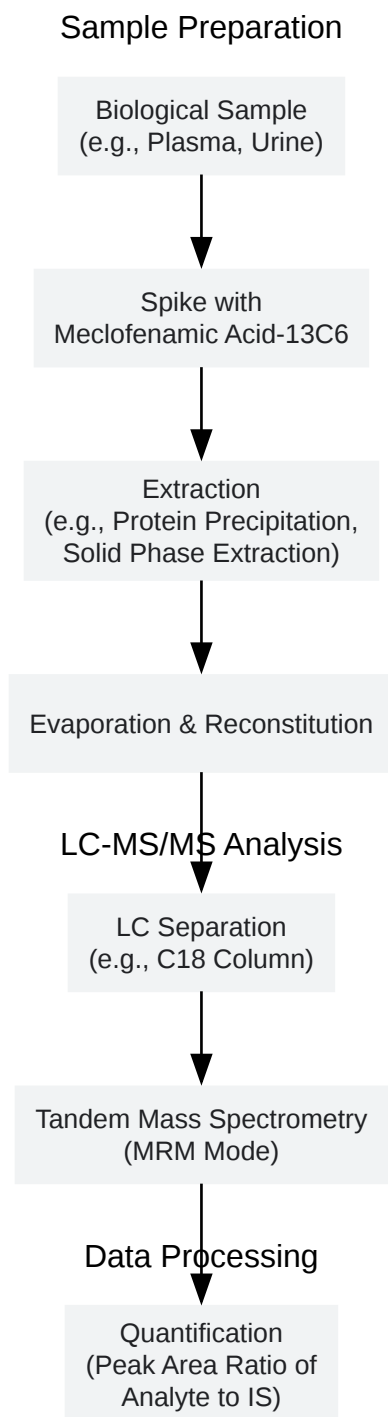 Sample Preparation
Biological Sample
(e.g., Plasma, Urine)
Spike with
Meclofenamic Acid-13C6
Extraction
(e.g., Protein Precipitation,
Solid Phase Extraction)
Evaporation & Reconstitution
LC-MS/MS Analysis
LC Separation
(e.g., C18 Column)
Tandem Mass Spectrometry
(MRM Mode)
Data Processing
Quantification
(Peak Area Ratio of
Analyte to IS)